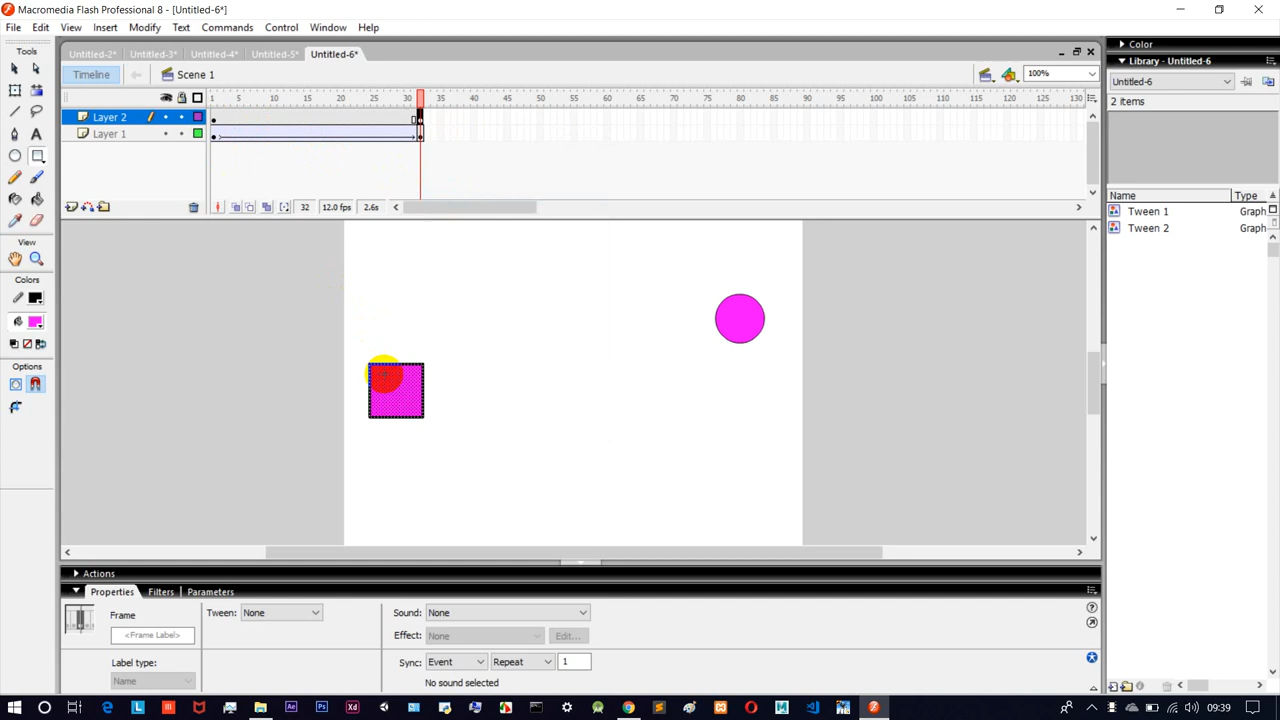 Macromedia Flash Professional 8 - [Untitled-6*]
File Edit View Insert Modify Text Commands Control Window Help
Tools
Untitled-2* Untitled-3* Untitled-4* Untitled-5* Untitled-6*
Timeline Scene 1 100%
1 5 10 15 20 25 30 35 40 45 50 55 60 65 70 75 80 85 90 95 100 105 110 115 120 125 130
Layer 2
Layer 1
32 12.0 fps 2.6s
View
Colors
Options
Color
Library - Untitled-6
Untitled-6
2 items
Name Type
Tween 1 Graph
Tween 2 Graph
Actions
Properties Filters Parameters
Frame Tween: None Sound: None
<Frame Label> Effect: None Edit...
Label type: Sync: Event Repeat 1
Name No sound selected
09:39